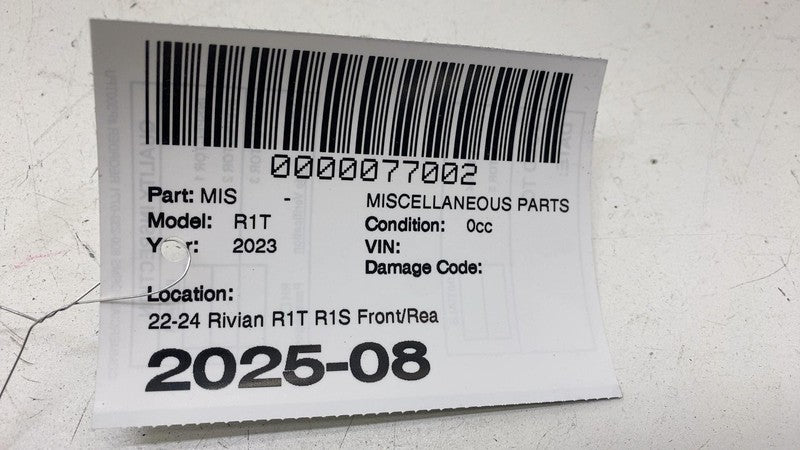 0000077002
Part: MIS - MISCELLANEOUS PARTS
Model: R1T Condition: 0cc
Year: 2023 VIN:
Damage Code:
Location:
22-24 Rivian R1T R1S Front/Rea
2025-08